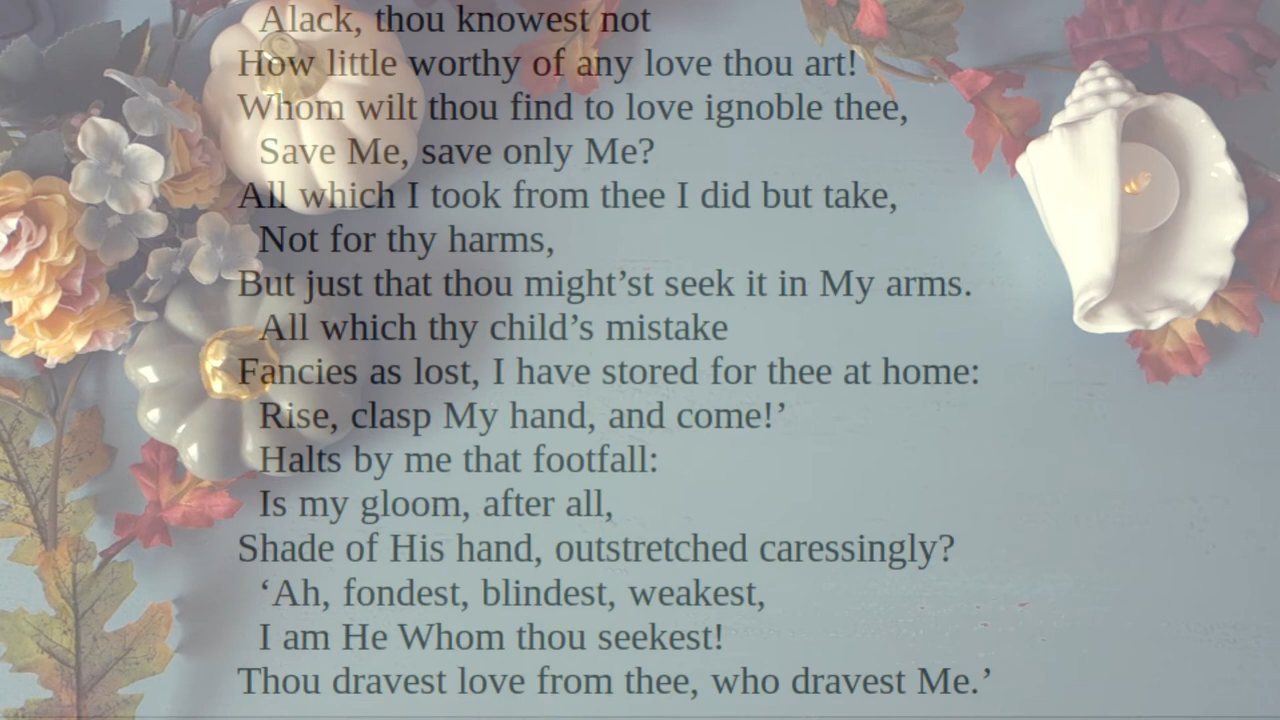 Alack, thou knowest not
How little worthy of any love thou art!
Whom wilt thou find to love ignoble thee,
Save Me, save only Me?
All which I took from thee I did but take,
Not for thy harms,
But just that thou might’st seek it in My arms.
All which thy child’s mistake
Fancies as lost, I have stored for thee at home:
Rise, clasp My hand, and come!’
Halts by me that footfall:
Is my gloom, after all,
Shade of His hand, outstretched caressingly?
‘Ah, fondest, blindest, weakest,
I am He Whom thou seekest!
Thou dravest love from thee, who dravest Me.’